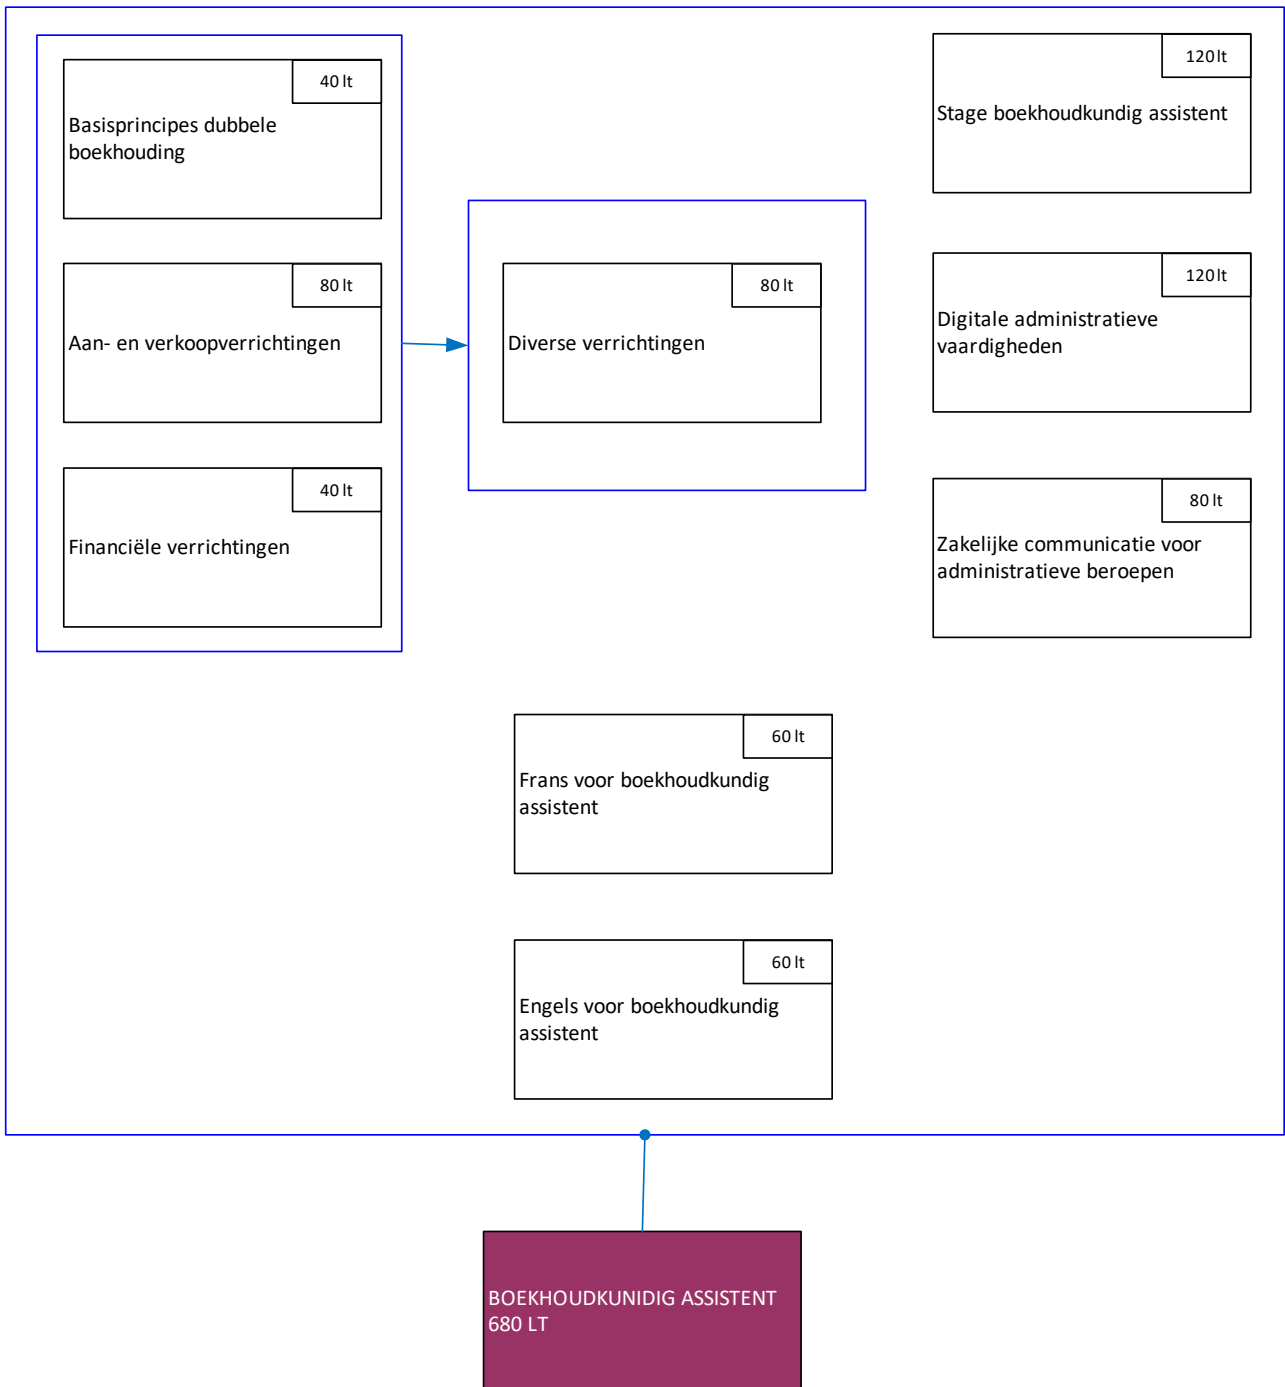 40 lt
Basisprincipes dubbele
boekhouding
80 lt
Aan- en verkoopverrichtingen
40 lt
Financiële verrichtingen
80 lt
Diverse verrichtingen
120 lt
Stage boekhoudkundig assistent
120 lt
Digitale administratieve
vaardigheden
80 lt
Zakelijke communicatie voor
administratieve beroepen
60 lt
Frans voor boekhoudkundig
assistent
60 lt
Engels voor boekhoudkundig
assistent
BOEKHOUDKUNIDIG ASSISTENT
680 LT